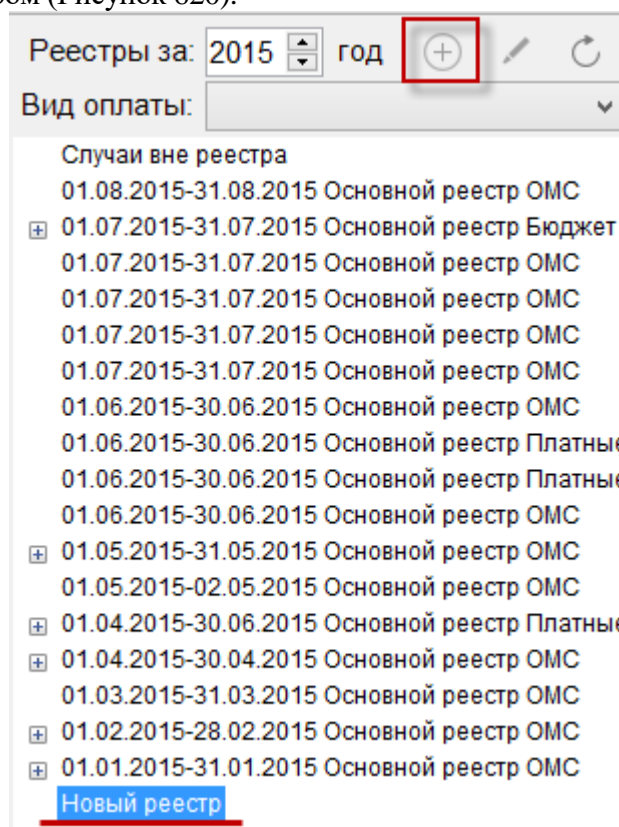 (Рисунок 828).
Реестры за: 2015 год
Вид оплаты:
Случаи вне реестра
01.08.2015-31.08.2015 Основной реестр ОМС
01.07.2015-31.07.2015 Основной реестр Бюджет
01.07.2015-31.07.2015 Основной реестр ОМС
01.07.2015-31.07.2015 Основной реестр ОМС
01.07.2015-31.07.2015 Основной реестр ОМС
01.07.2015-31.07.2015 Основной реестр ОМС
01.06.2015-30.06.2015 Основной реестр ОМС
01.06.2015-30.06.2015 Основной реестр Платные
01.06.2015-30.06.2015 Основной реестр Платные
01.06.2015-30.06.2015 Основной реестр ОМС
01.05.2015-31.05.2015 Основной реестр ОМС
01.05.2015-02.05.2015 Основной реестр ОМС
01.04.2015-30.06.2015 Основной реестр Платные
01.04.2015-30.04.2015 Основной реестр ОМС
01.03.2015-31.03.2015 Основной реестр ОМС
01.02.2015-28.02.2015 Основной реестр ОМС
01.01.2015-31.01.2015 Основной реестр ОМС
Новый реестр